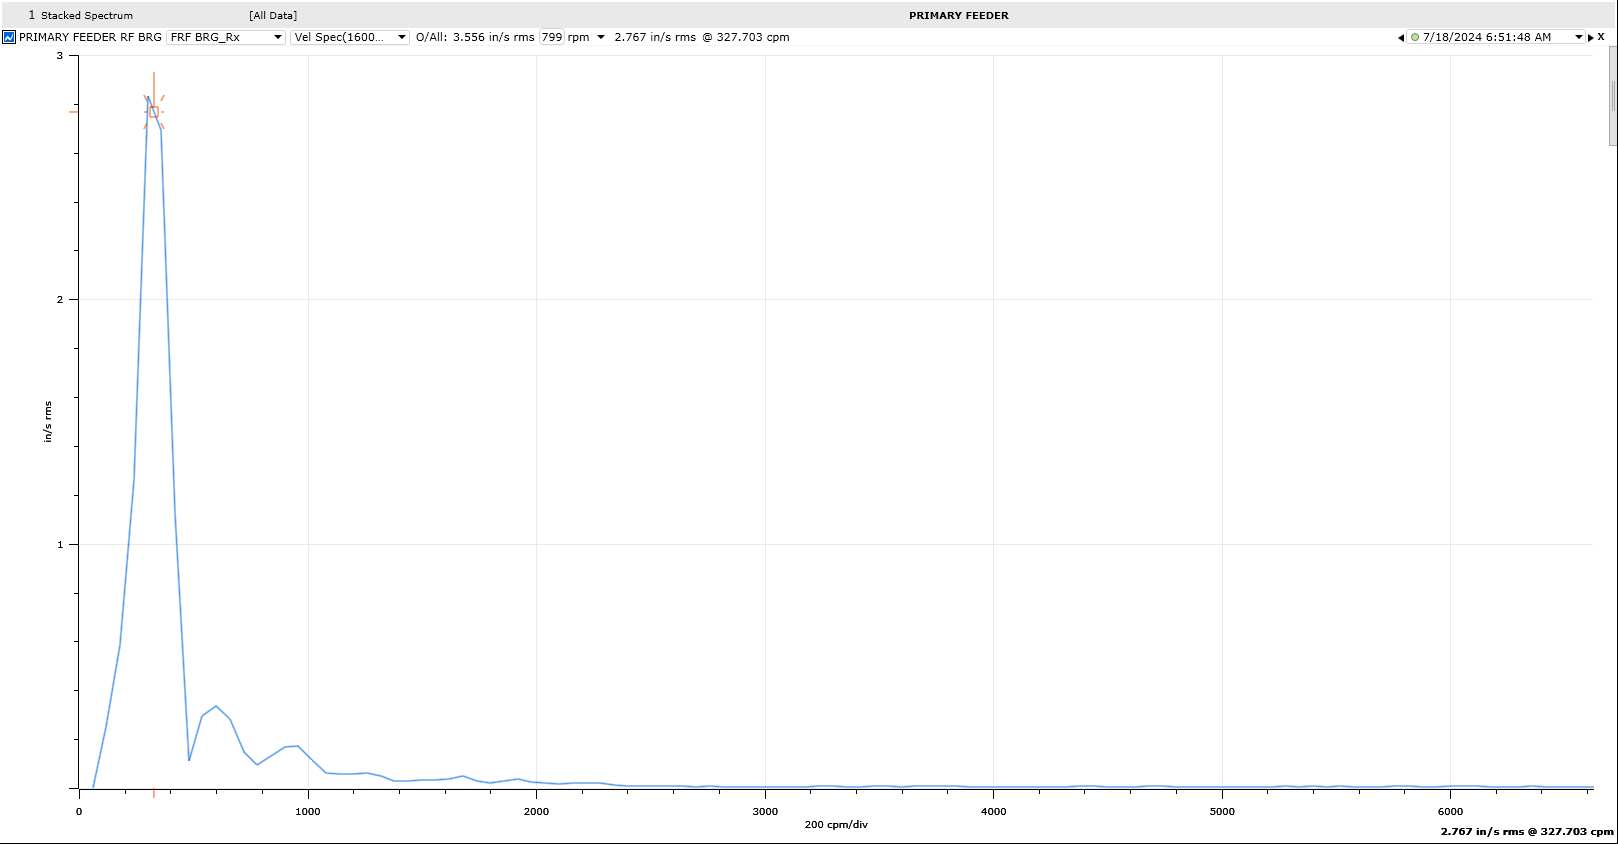 1 Stacked Spectrum [All Data] PRIMARY FEEDER
PRIMARY FEEDER RF BRG FRF BRG_Rx Vel Spec(1600... O/All: 3.556 in/s rms 799 rpm 2.767 in/s rms @ 327.703 cpm 7/18/2024 6:51:48 AM X
3
2
1
in/s rms
0 1000 2000 3000 4000 5000 6000
200 cpm/div
2.767 in/s rms @ 327.703 cpm